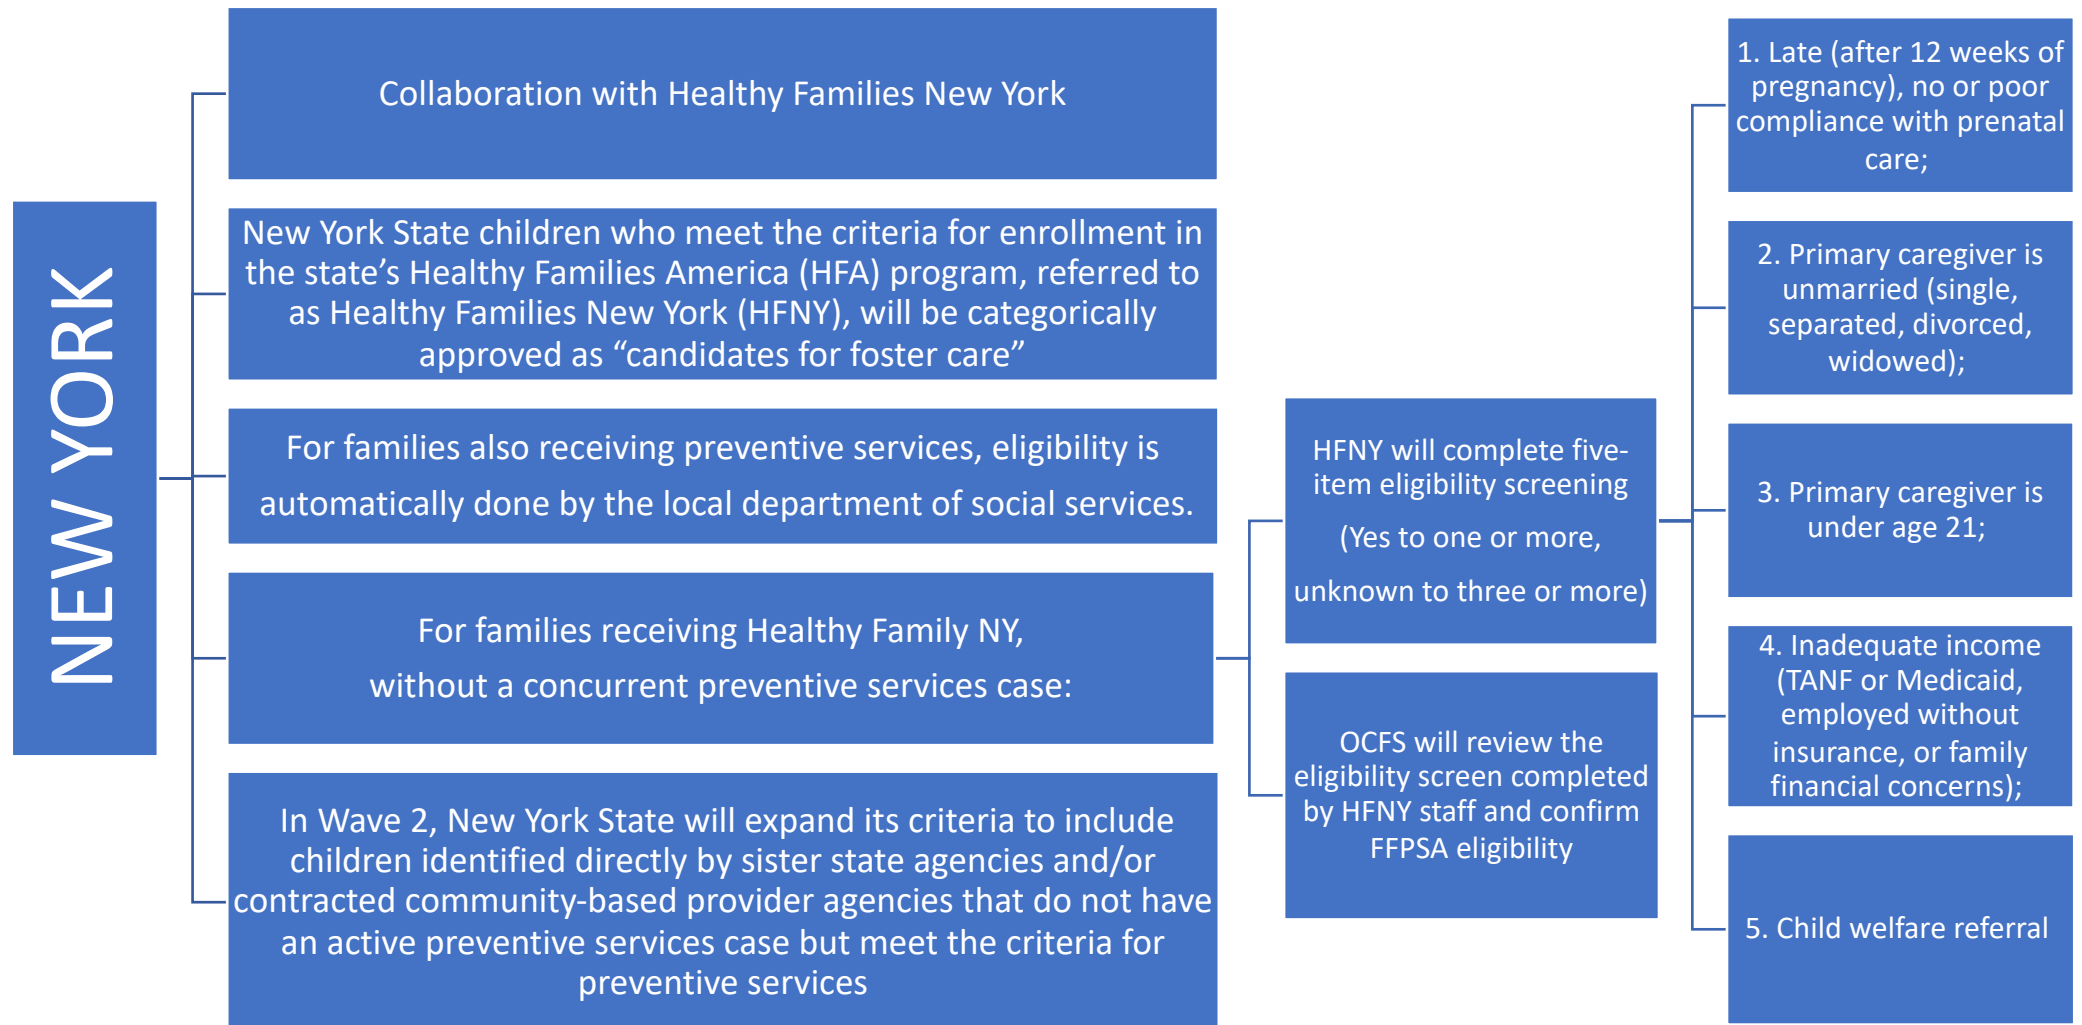 NEW YORK
Collaboration with Healthy Families New York
New York State children who meet the criteria for enrollment in
the state’s Healthy Families America (HFA) program, referred to
as Healthy Families New York (HFNY), will be categorically
approved as “candidates for foster care”
For families also receiving preventive services, eligibility is
automatically done by the local department of social services.
For families receiving Healthy Family NY,
without a concurrent preventive services case:
HFNY will complete five-
item eligibility screening
(Yes to one or more,
unknown to three or more)
1. Late (after 12 weeks of
pregnancy), no or poor
compliance with prenatal
care;
2. Primary caregiver is
unmarried (single,
separated, divorced,
widowed);
3. Primary caregiver is
under age 21;
4. Inadequate income
(TANF or Medicaid,
employed without
insurance, or family
financial concerns);
5. Child welfare referral
OCFS will review the
eligibility screen completed
by HFNY staff and confirm
FFPSA eligibility
In Wave 2, New York State will expand its criteria to include
children identified directly by sister state agencies and/or
contracted community-based provider agencies that do not have
an active preventive services case but meet the criteria for
preventive services